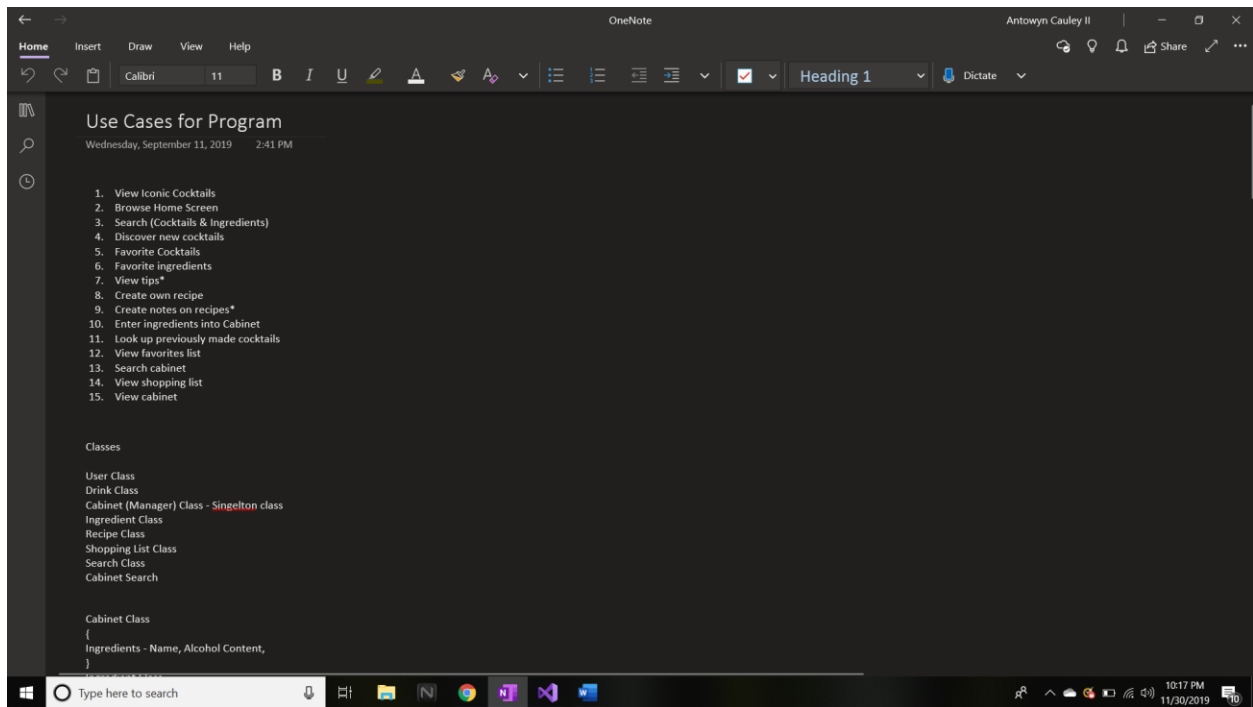 OneNote
Antowyn Cauley II
Home Insert Draw View Help
Share
Calibri 11 B I U A Heading 1 Dictate
Use Cases for Program
Wednesday, September 11, 2019 2:41 PM
1. View Iconic Cocktails
2. Browse Home Screen
3. Search (Cocktails & Ingredients)
4. Discover new cocktails
5. Favorite Cocktails
6. Favorite ingredients
7. View tips*
8. Create own recipe
9. Create notes on recipes*
10. Enter ingredients into Cabinet
11. Look up previously made cocktails
12. View favorites list
13. Search cabinet
14. View shopping list
15. View cabinet
Classes
User Class
Drink Class
Cabinet (Manager) Class - Singelton class
Ingredient Class
Recipe Class
Shopping List Class
Search Class
Cabinet Search
Cabinet Class
{
Ingredients - Name, Alcohol Content,
}
Type here to search
10:17 PM
11/30/2019